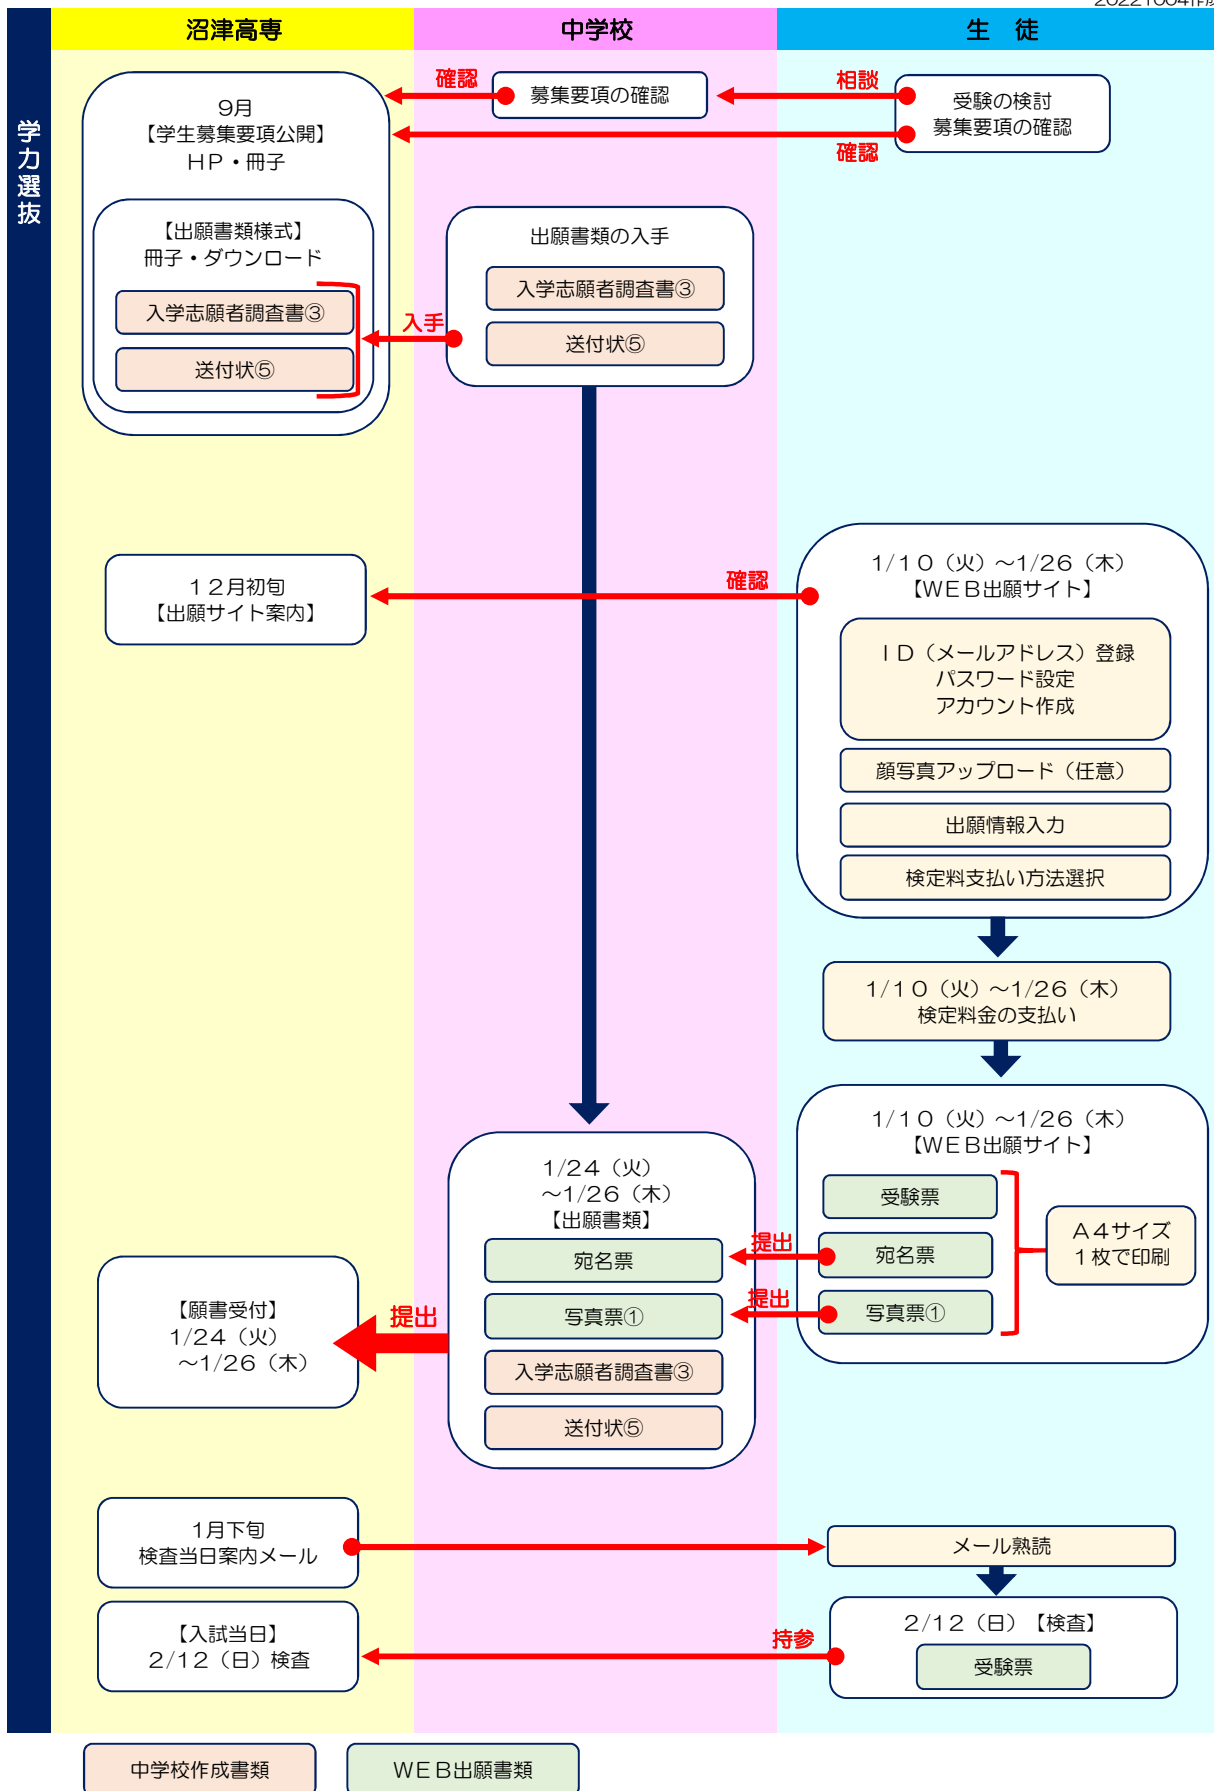 20221004作成
沼津高専
中学校
生　徒
学力選抜
9月
【学生募集要項公開】
ＨＰ・冊子
確認
募集要項の確認
相談
受験の検討
募集要項の確認
確認
【出願書類様式】
冊子・ダウンロード
入学志願者調査書③
送付状⑤
入手
出願書類の入手
入学志願者調査書③
送付状⑤
１２月初旬
【出願サイト案内】
確認
1/１０（火）～1/26（木）
【ＷＥＢ出願サイト】
ＩＤ（メールアドレス）登録
パスワード設定
アカウント作成
顔写真アップロード（任意）
出願情報入力
検定料支払い方法選択
1/１０（火）～1/26（木）
検定料金の支払い
1/１０（火）～1/26（木）
【ＷＥＢ出願サイト】
受験票
宛名票
写真票①
Ａ４サイズ
１枚で印刷
提出
提出
1/24（火）
～1/26（木）
【出願書類】
宛名票
写真票①
入学志願者調査書③
送付状⑤
提出
【願書受付】
1/24（火）
～1/26（木）
1月下旬
検査当日案内メール
メール熟読
【入試当日】
2/12（日）検査
持参
2/12（日）【検査】
受験票
中学校作成書類
ＷＥＢ出願書類